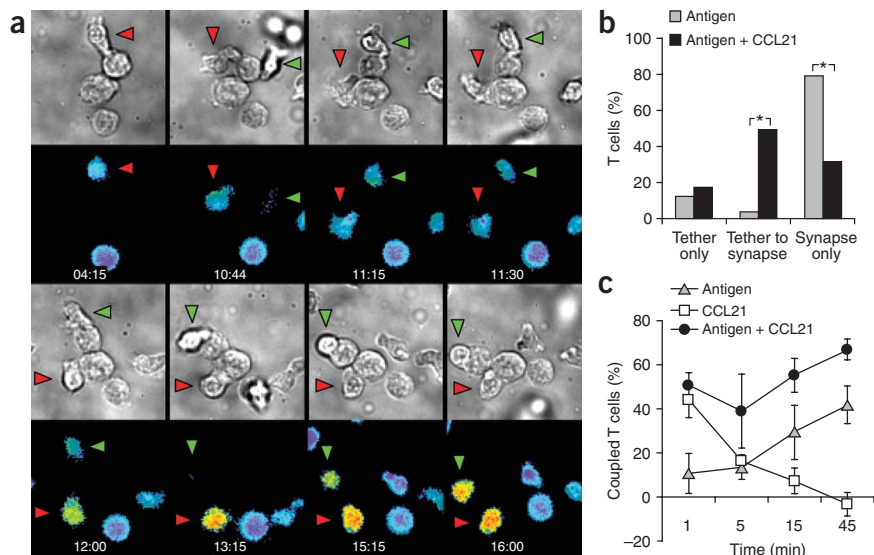 a
04:15
10:44
11:15
11:30
12:00
13:15
15:15
16:00
b
Antigen
Antigen + CCL21
T cells (%)
100
80
60
40
20
0
*
*
Tether only
Tether to synapse
Synapse only
c
Antigen
CCL21
Antigen + CCL21
Coupled T cells (%)
80
60
40
20
0
–20
1
5
15
45
Time (min)